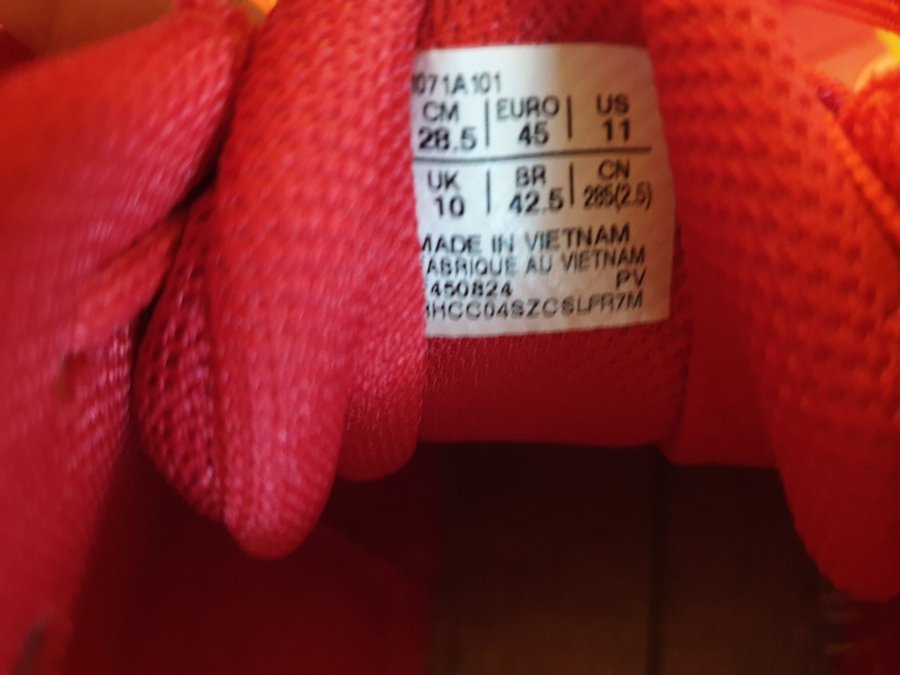 1071A101
CM | EURO | US
28.5 | 45 | 11
UK | BR | CN
10 | 42.5 | 285(2.5)
MADE IN VIETNAM
FABRIQUE AU VIETNAM
450824 PV